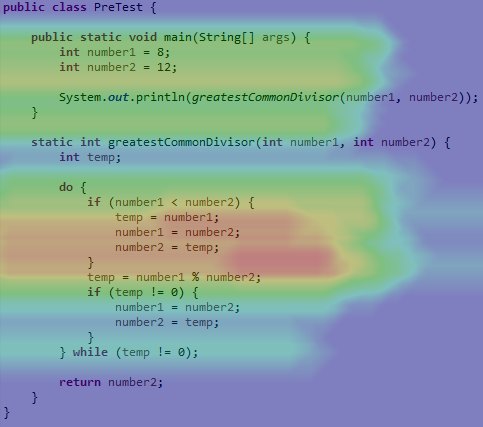 public class PreTest {
public static void main(String[] args) {
int number1 = 8;
int number2 = 12;
System.out.println(greatestCommonDivisor(number1, number2));
}
static int greatestCommonDivisor(int number1, int number2) {
int temp;
do {
if (number1 < number2) {
temp = number1;
number1 = number2;
number2 = temp;
}
temp = number1 % number2;
if (temp != 0) {
number1 = number2;
number2 = temp;
}
} while (temp != 0);
return number2;
}
}